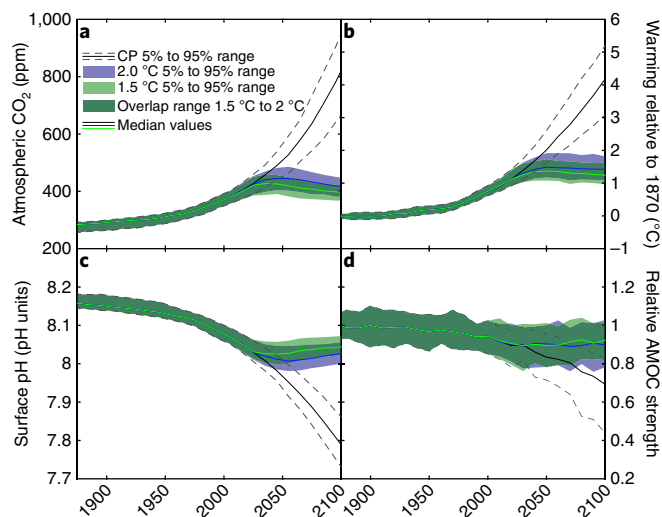 a
b
1,000
800
600
400
200
Atmospheric CO₂ (ppm)
CP 5% to 95% range
2.0 °C 5% to 95% range
1.5 °C 5% to 95% range
Overlap range 1.5 °C to 2 °C
Median values
6
5
4
3
2
1
0
–1
Warming relative to 1870 (°C)
c
d
8.2
8.1
8
7.9
7.8
7.7
Surface pH (pH units)
1.2
1.0
0.8
0.6
0.4
0.2
Relative AMOC strength
1900
1950
2000
2050
2100
1900
1950
2000
2050
2100